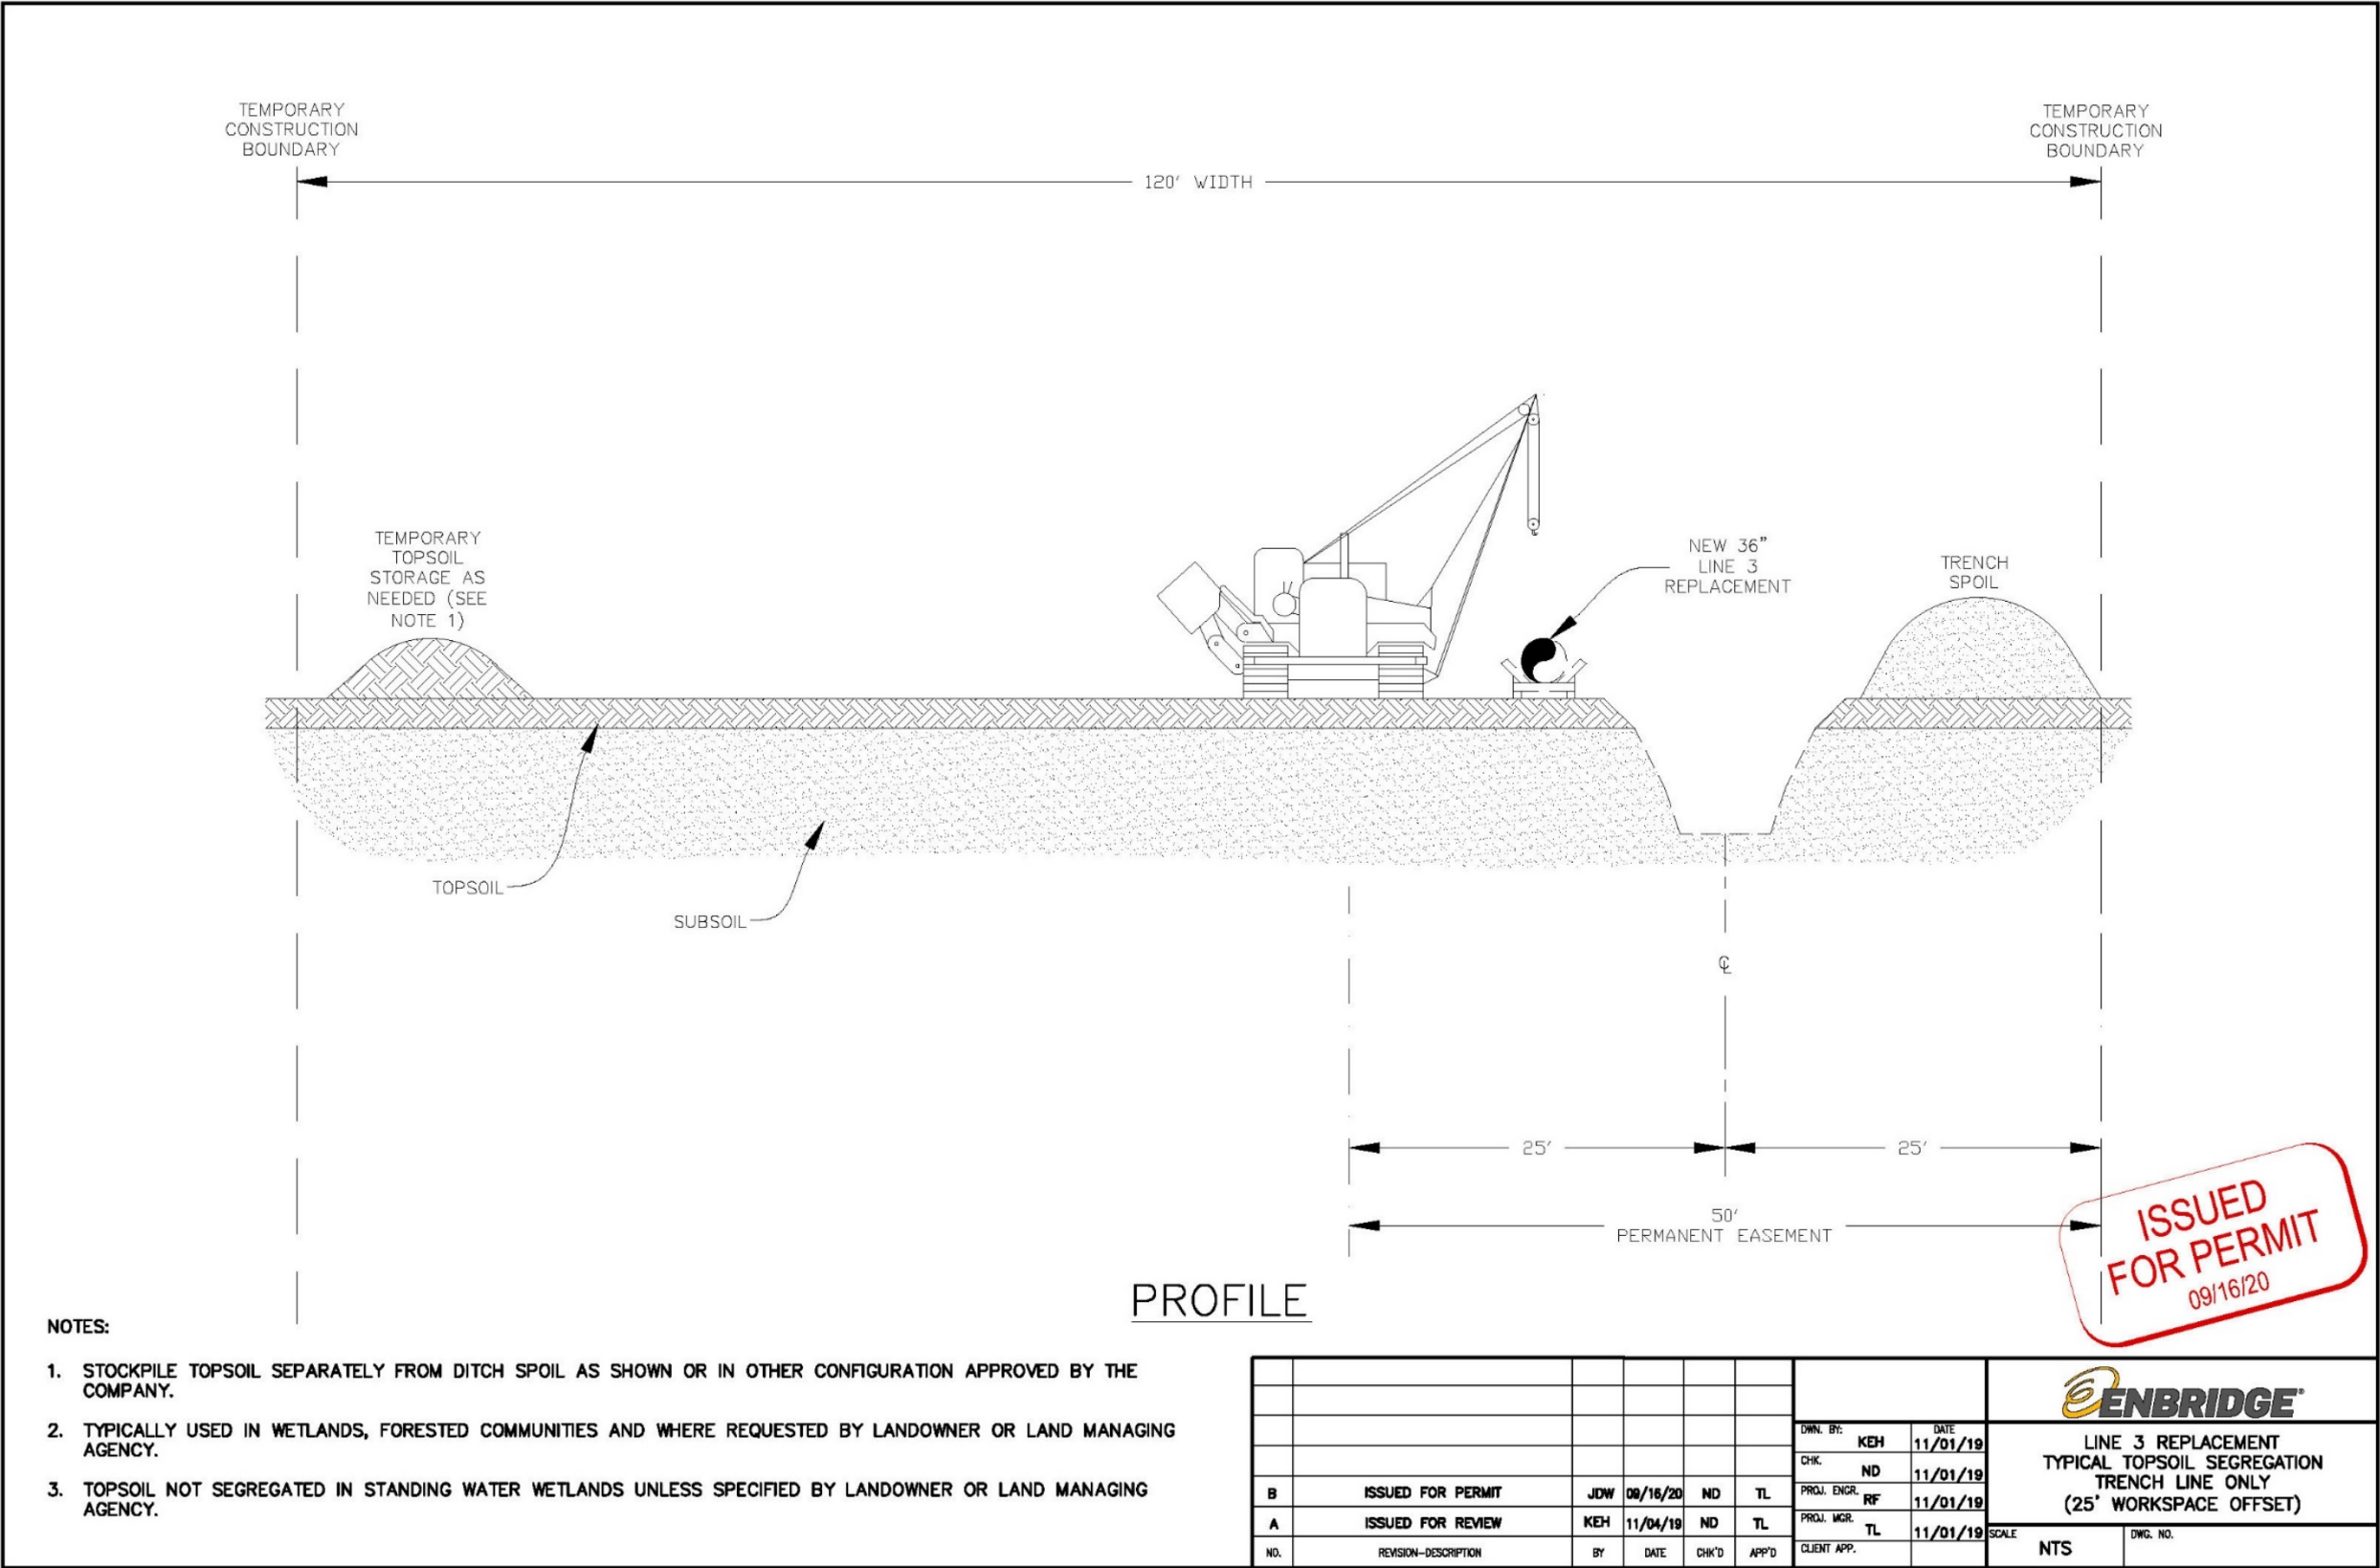 TEMPORARY
CONSTRUCTION
BOUNDARY
TEMPORARY
CONSTRUCTION
BOUNDARY
120' WIDTH
TEMPORARY
TOPSOIL
STORAGE AS
NEEDED (SEE
NOTE 1)
NEW 36"
LINE 3
REPLACEMENT
TRENCH
SPOIL
TOPSOIL
SUBSOIL
℄
25'
25'
50'
PERMANENT EASEMENT
ISSUED
FOR PERMIT
09/16/20
PROFILE
NOTES:
1. STOCKPILE TOPSOIL SEPARATELY FROM DITCH SPOIL AS SHOWN OR IN OTHER CONFIGURATION APPROVED BY THE
COMPANY.
2. TYPICALLY USED IN WETLANDS, FORESTED COMMUNITIES AND WHERE REQUESTED BY LANDOWNER OR LAND MANAGING
AGENCY.
3. TOPSOIL NOT SEGREGATED IN STANDING WATER WETLANDS UNLESS SPECIFIED BY LANDOWNER OR LAND MANAGING
AGENCY.
B ISSUED FOR PERMIT JDW 09/16/20 ND TL
A ISSUED FOR REVIEW KEH 11/04/19 ND TL
NO. REVISION-DESCRIPTION BY DATE CHK'D APP'D
DWN. BY: KEH DATE 11/01/19
CHK. ND 11/01/19
PROJ. ENGR. RF 11/01/19
PROJ. MGR. TL 11/01/19
CLIENT APP.
ENBRIDGE®
LINE 3 REPLACEMENT
TYPICAL TOPSOIL SEGREGATION
TRENCH LINE ONLY
(25' WORKSPACE OFFSET)
SCALE NTS DWG. NO.